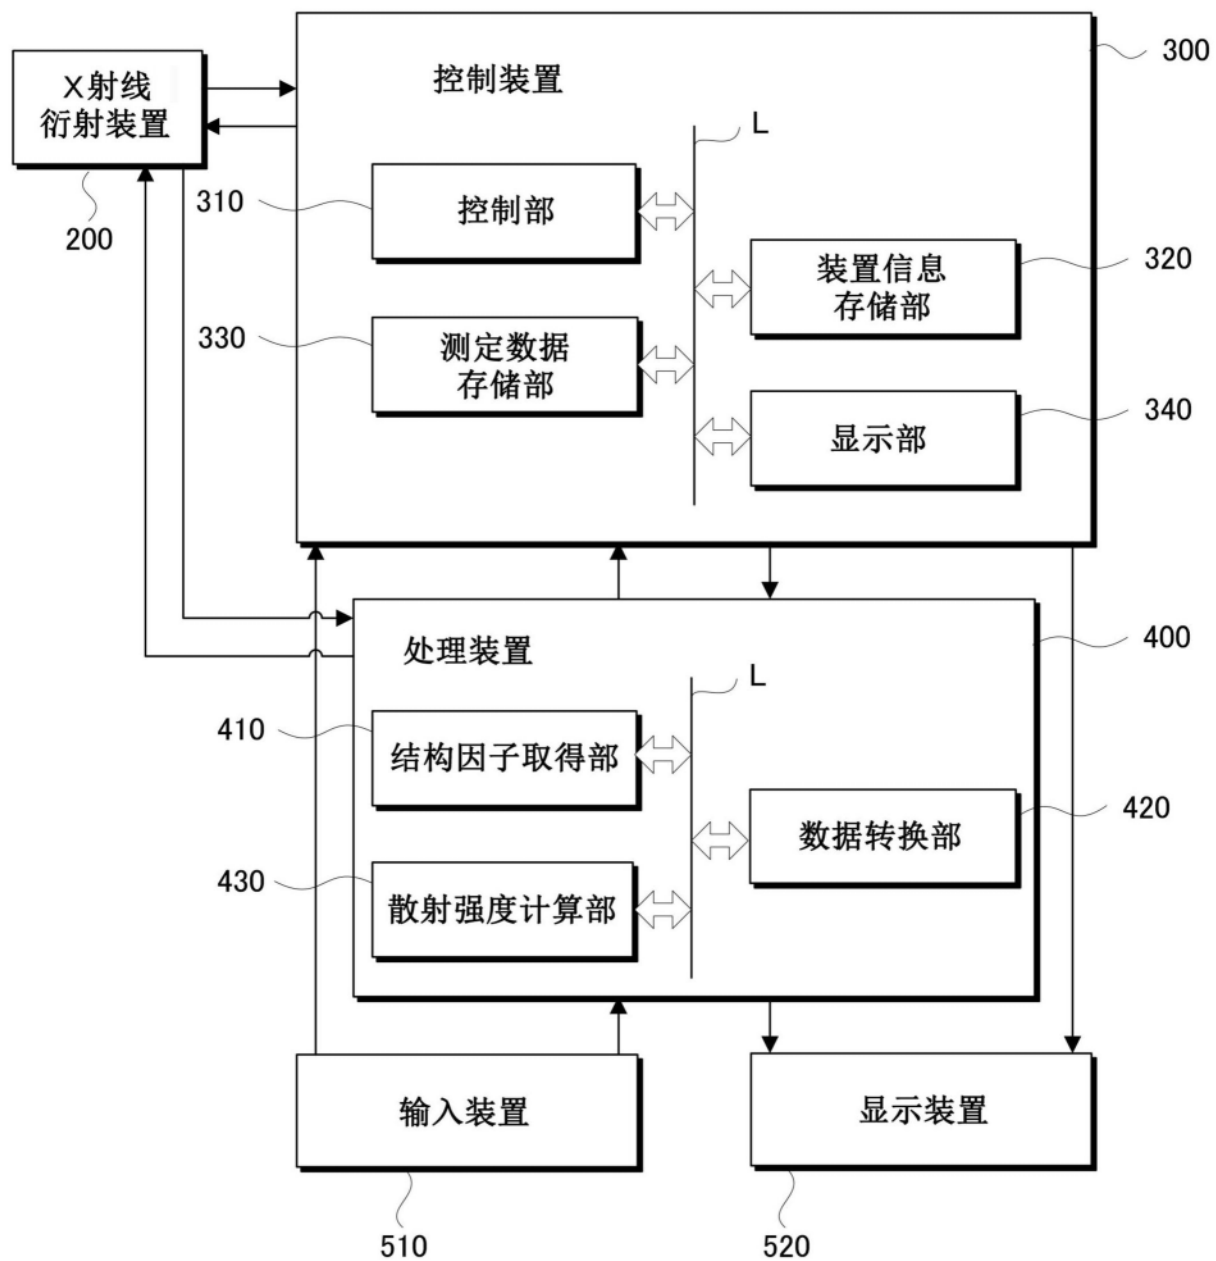 X射线
衍射装置
200
控制装置
300
L
310
控制部
装置信息
存储部
320
330
测定数据
存储部
显示部
340
处理装置
400
L
410
结构因子取得部
数据转换部
420
430
散射强度计算部
输入装置
显示装置
510
520